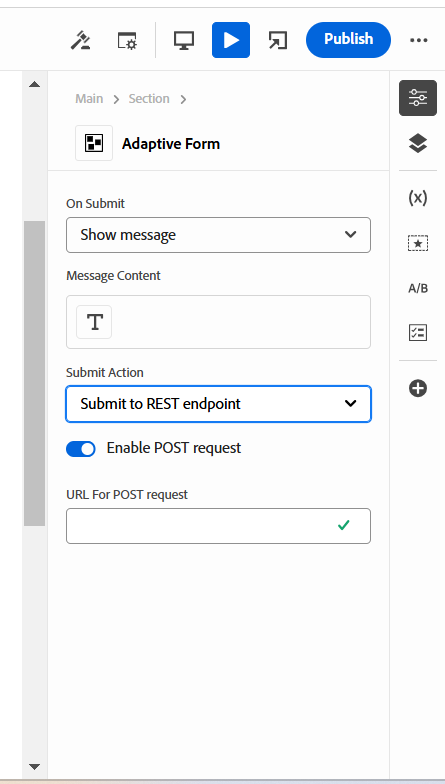 Publish
Main > Section >
Adaptive Form
On Submit
Show message
Message Content
T
Submit Action
Submit to REST endpoint
Enable POST request
URL For POST request
(x)
A/B